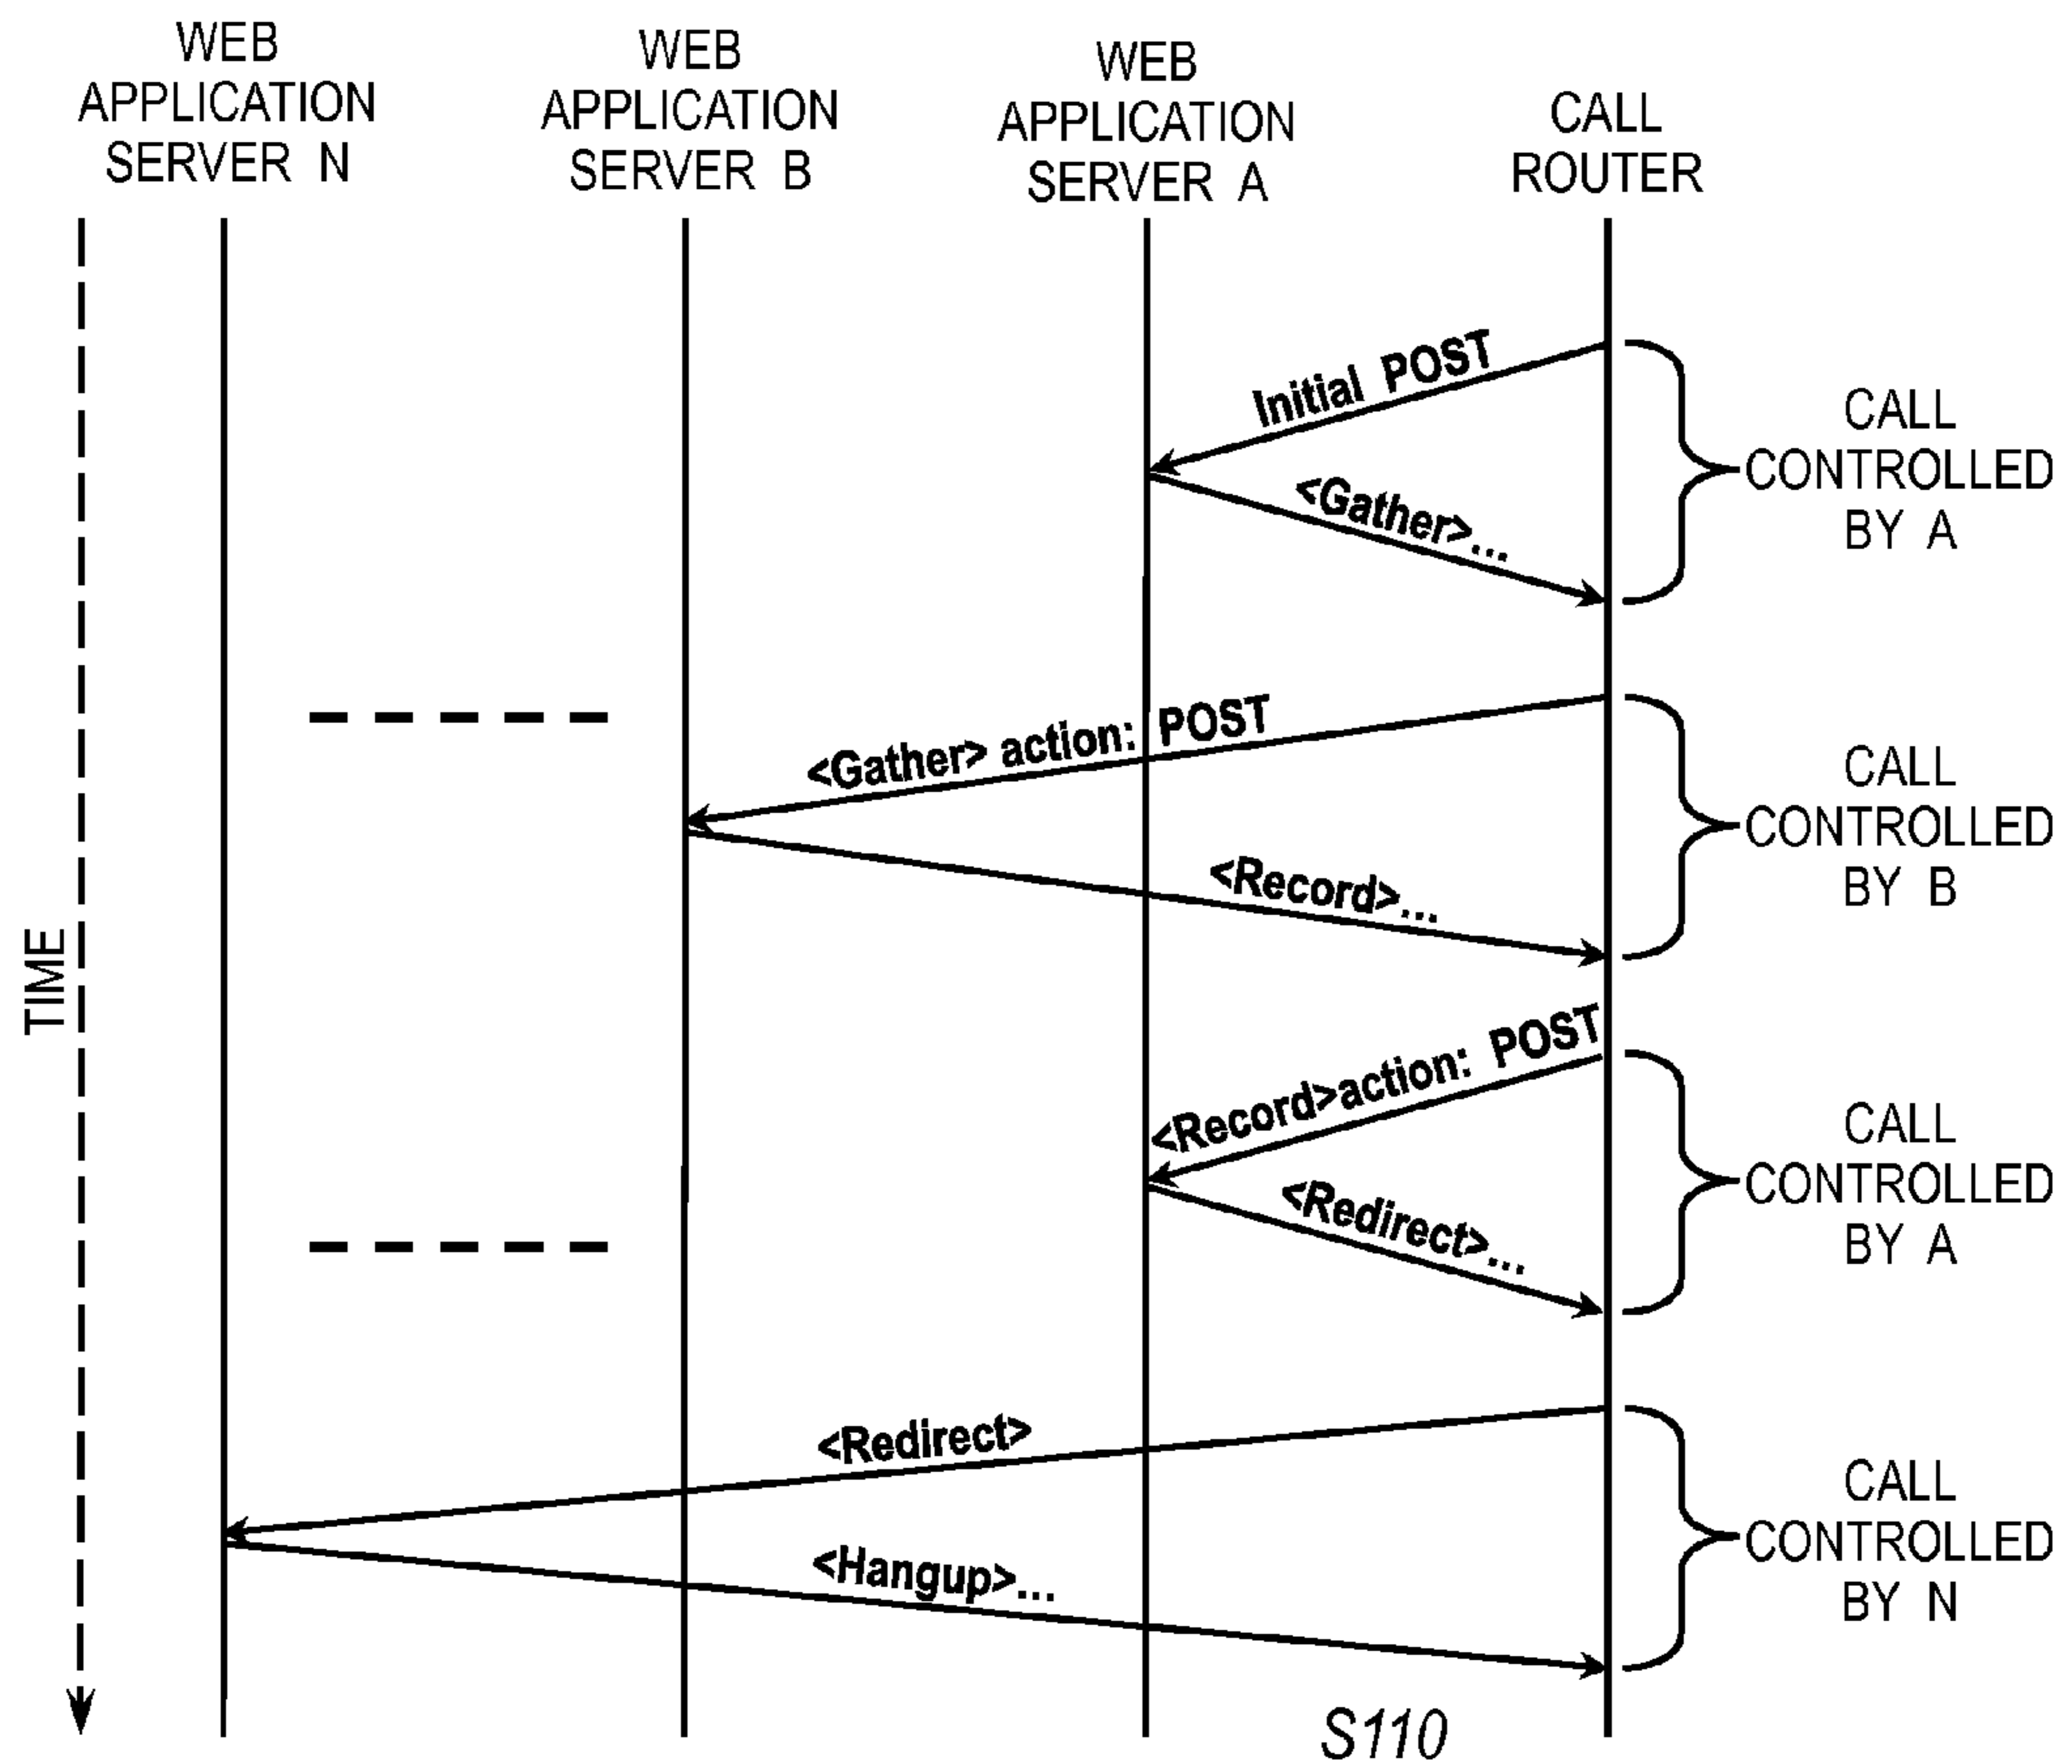 WEB
APPLICATION
SERVER N
WEB
APPLICATION
SERVER B
WEB
APPLICATION
SERVER A
CALL
ROUTER
Initial POST
<Gather>...
CALL
CONTROLLED
BY A
<Gather> action: POST
<Record>...
CALL
CONTROLLED
BY B
TIME
<Record>action: POST
<Redirect>...
CALL
CONTROLLED
BY A
<Redirect>
<Hangup>...
CALL
CONTROLLED
BY N
S110